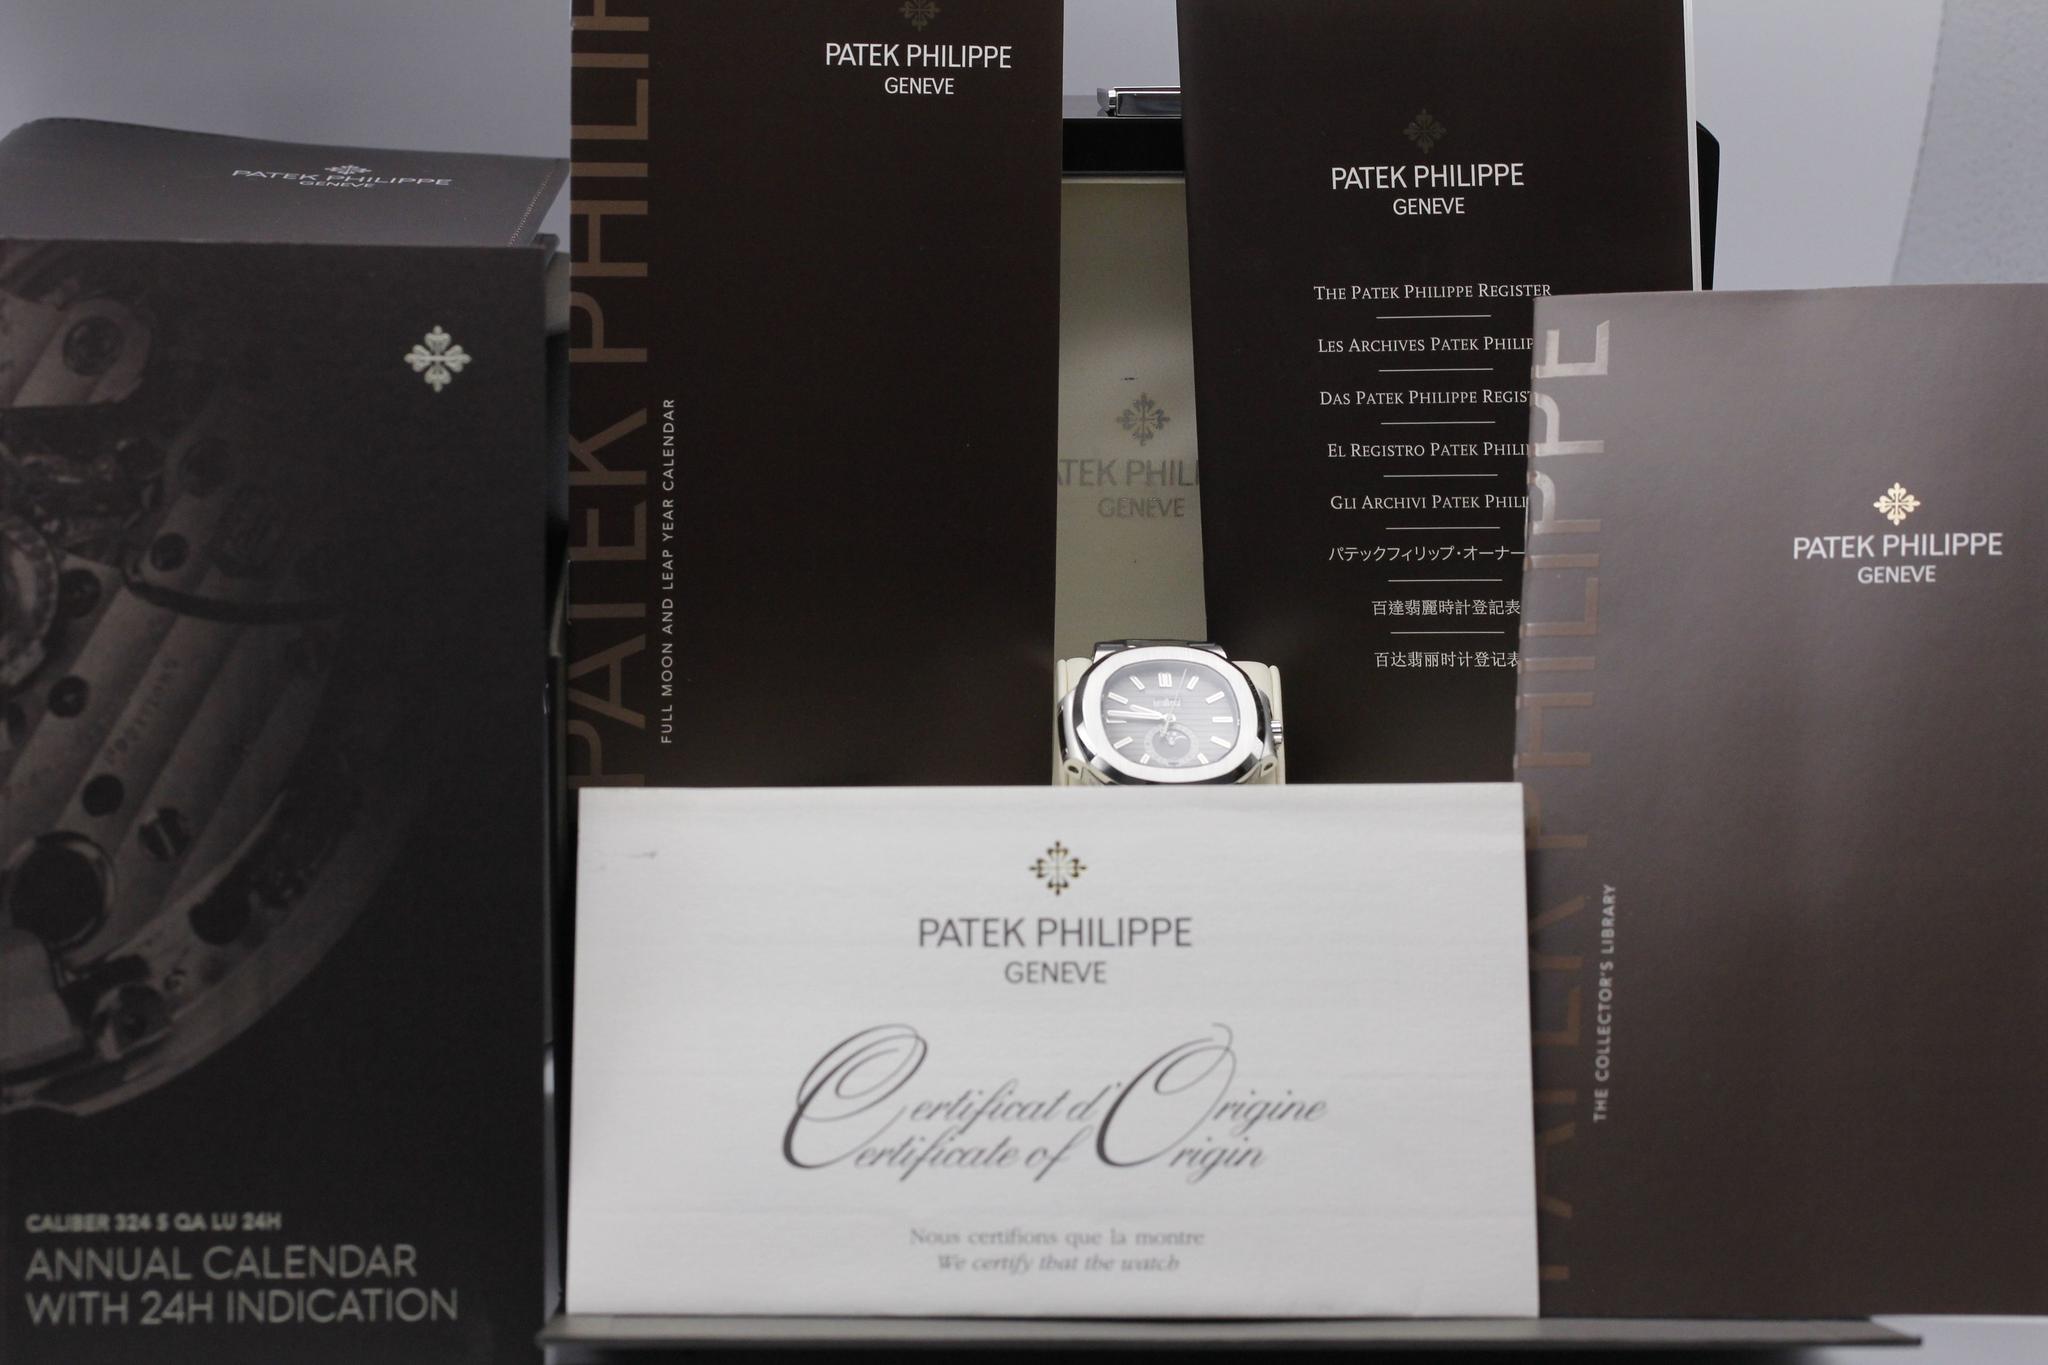 PATEK PHILIPPE
GENEVE
CALIBER 324 S QA LU 24H
ANNUAL CALENDAR
WITH 24H INDICATION
PATEK PHILIP
FULL MOON AND LEAP YEAR CALENDAR
PATEK PHILIPPE
GENEVE
ATEK PHIL
GENEVE
PATEK PHILIPPE
GENEVE
THE PATEK PHILIPPE REGISTER
LES ARCHIVES PATEK PHILIP
DAS PATEK PHILIPPE REGIST
EL REGISTRO PATEK PHILI
GLI ARCHIVI PATEK PHILI
パテックフィリップ・オーナー
百達翡麗時計登記表
百达翡丽时计登记表
PATEK PHILIPPE
THE COLLECTOR'S LIBRARY
PATEK PHILIPPE
GENEVE
PATEK PHILIPPE
GENEVE
Certificat d'Origine
Certificate of Origin
Nous certifions que la montre
We certify that the watch